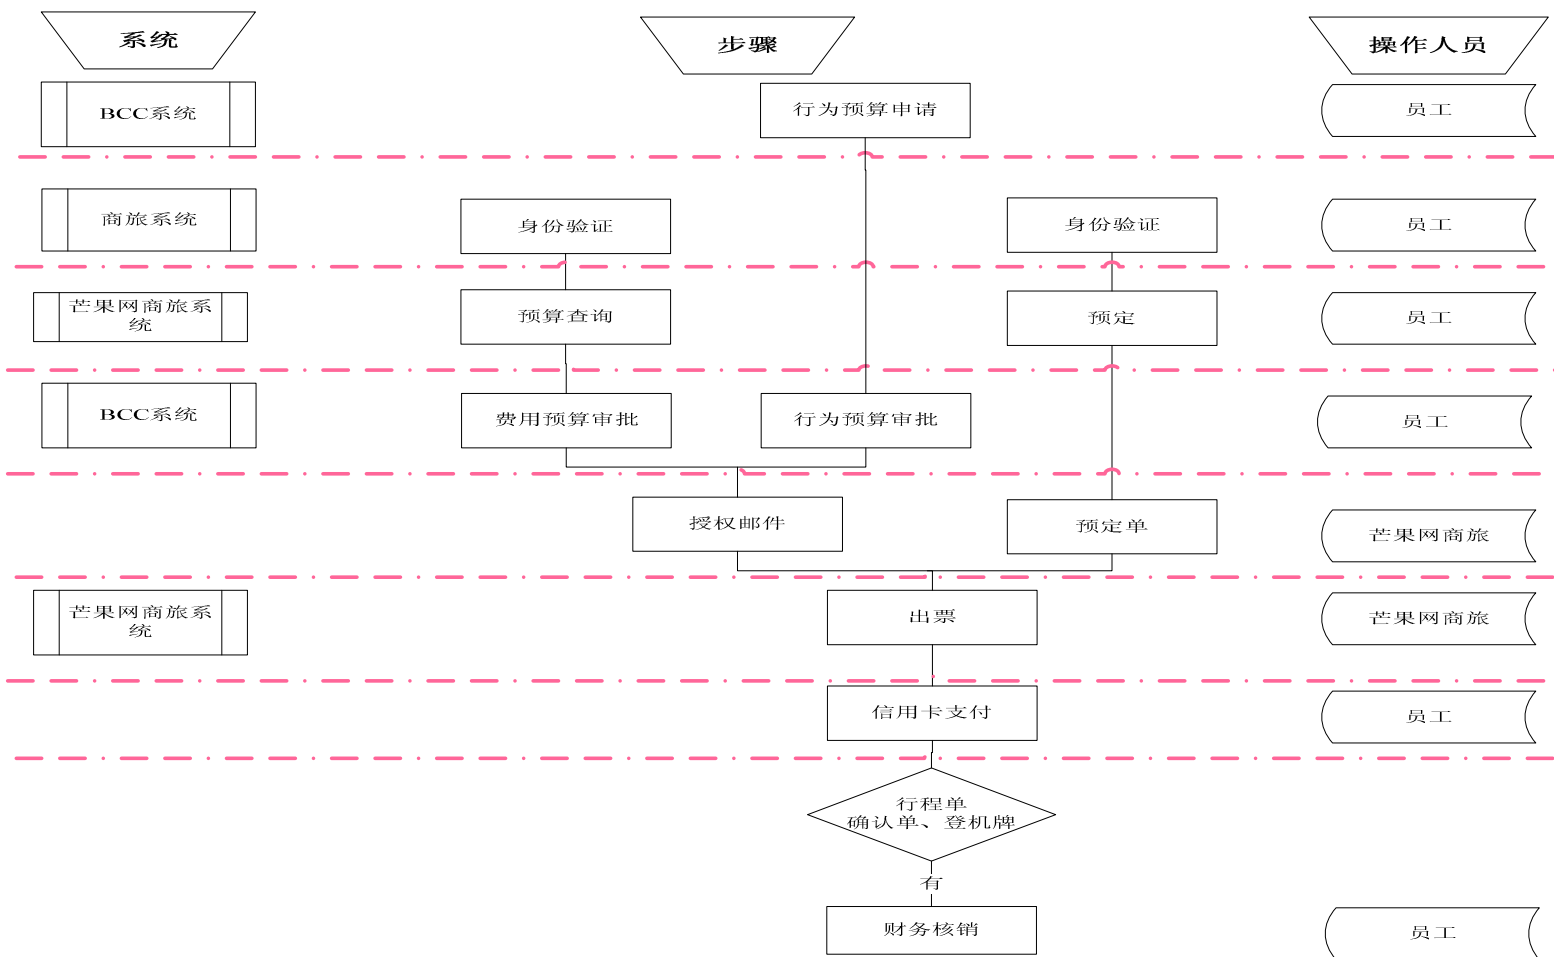 系统
步骤
操作人员
BCC系统
行为预算申请
员工
商旅系统
身份验证
身份验证
员工
芒果网商旅系
统
预算查询
预定
员工
BCC系统
费用预算审批
行为预算审批
员工
授权邮件
预定单
芒果网商旅
芒果网商旅系
统
出票
芒果网商旅
信用卡支付
员工
行程单
确认单、登机牌
有
财务核销
员工